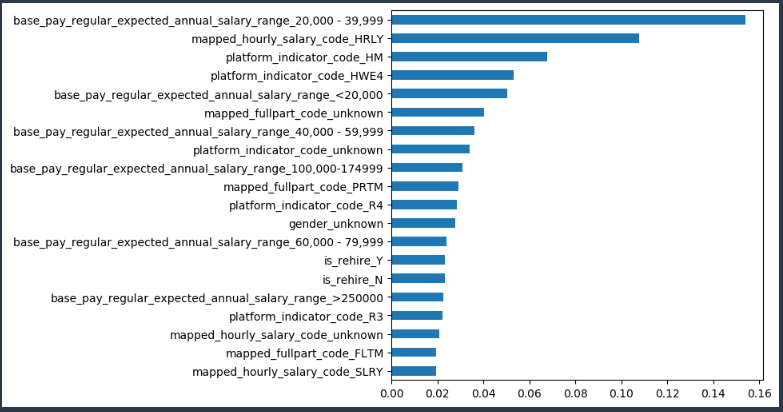 base_pay_regular_expected_annual_salary_range_20,000 - 39,999
mapped_hourly_salary_code_HRLY
platform_indicator_code_HM
platform_indicator_code_HWE4
base_pay_regular_expected_annual_salary_range_<20,000
mapped_fullpart_code_unknown
base_pay_regular_expected_annual_salary_range_40,000 - 59,999
platform_indicator_code_unknown
base_pay_regular_expected_annual_salary_range_100,000-174999
mapped_fullpart_code_PRTM
platform_indicator_code_R4
gender_unknown
base_pay_regular_expected_annual_salary_range_60,000 - 79,999
is_rehire_Y
is_rehire_N
base_pay_regular_expected_annual_salary_range_>250000
platform_indicator_code_R3
mapped_hourly_salary_code_unknown
mapped_fullpart_code_FLTM
mapped_hourly_salary_code_SLRY
0.00 0.02 0.04 0.06 0.08 0.10 0.12 0.14 0.16